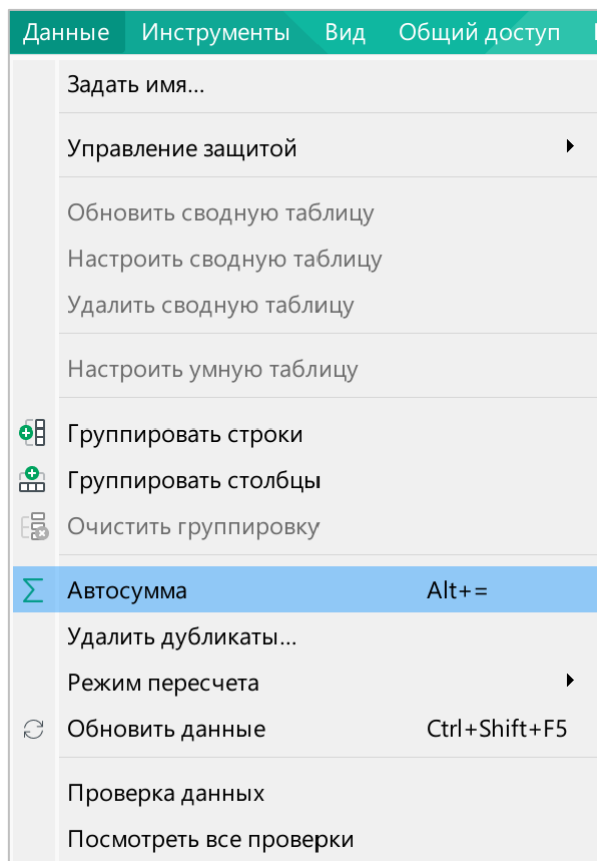 Данные Инструменты Вид Общий доступ
Задать имя...
Управление защитой
Обновить сводную таблицу
Настроить сводную таблицу
Удалить сводную таблицу
Настроить умную таблицу
Группировать строки
Группировать столбцы
Очистить группировку
Автосумма Alt+=
Удалить дубликаты...
Режим пересчета
Обновить данные Ctrl+Shift+F5
Проверка данных
Посмотреть все проверки